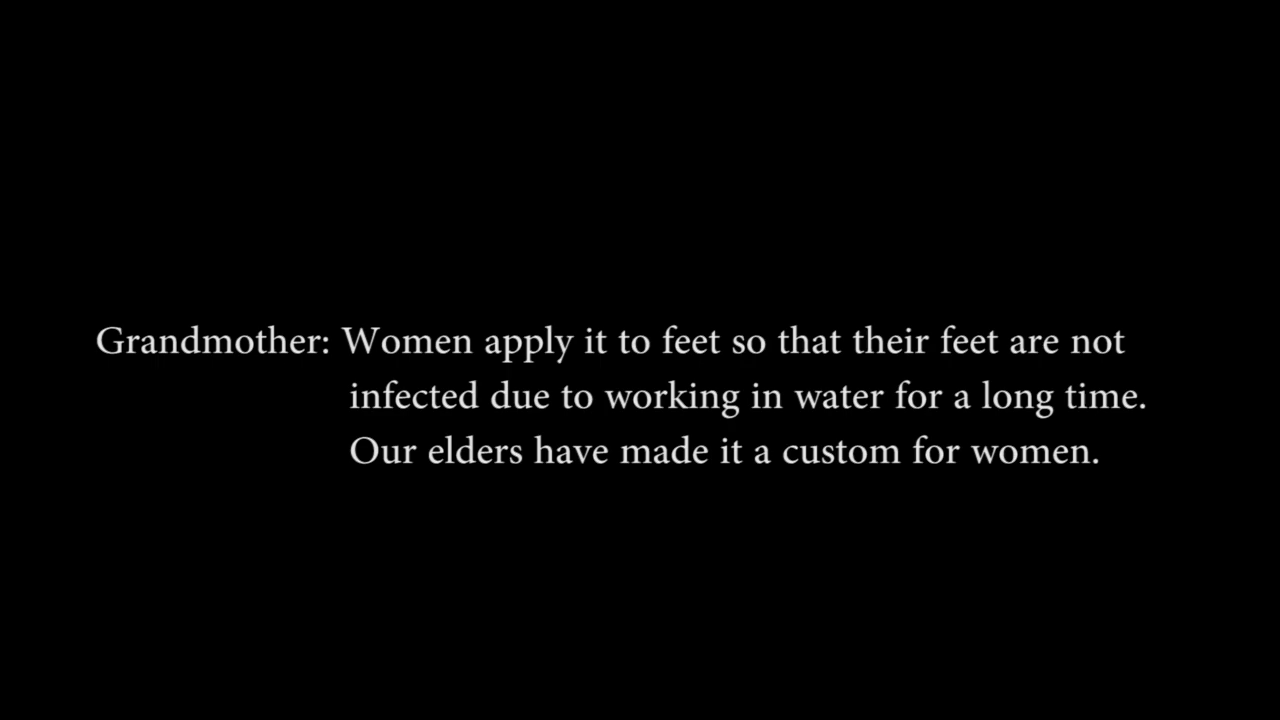 Grandmother: Women apply it to feet so that their feet are not
infected due to working in water for a long time.
Our elders have made it a custom for women.